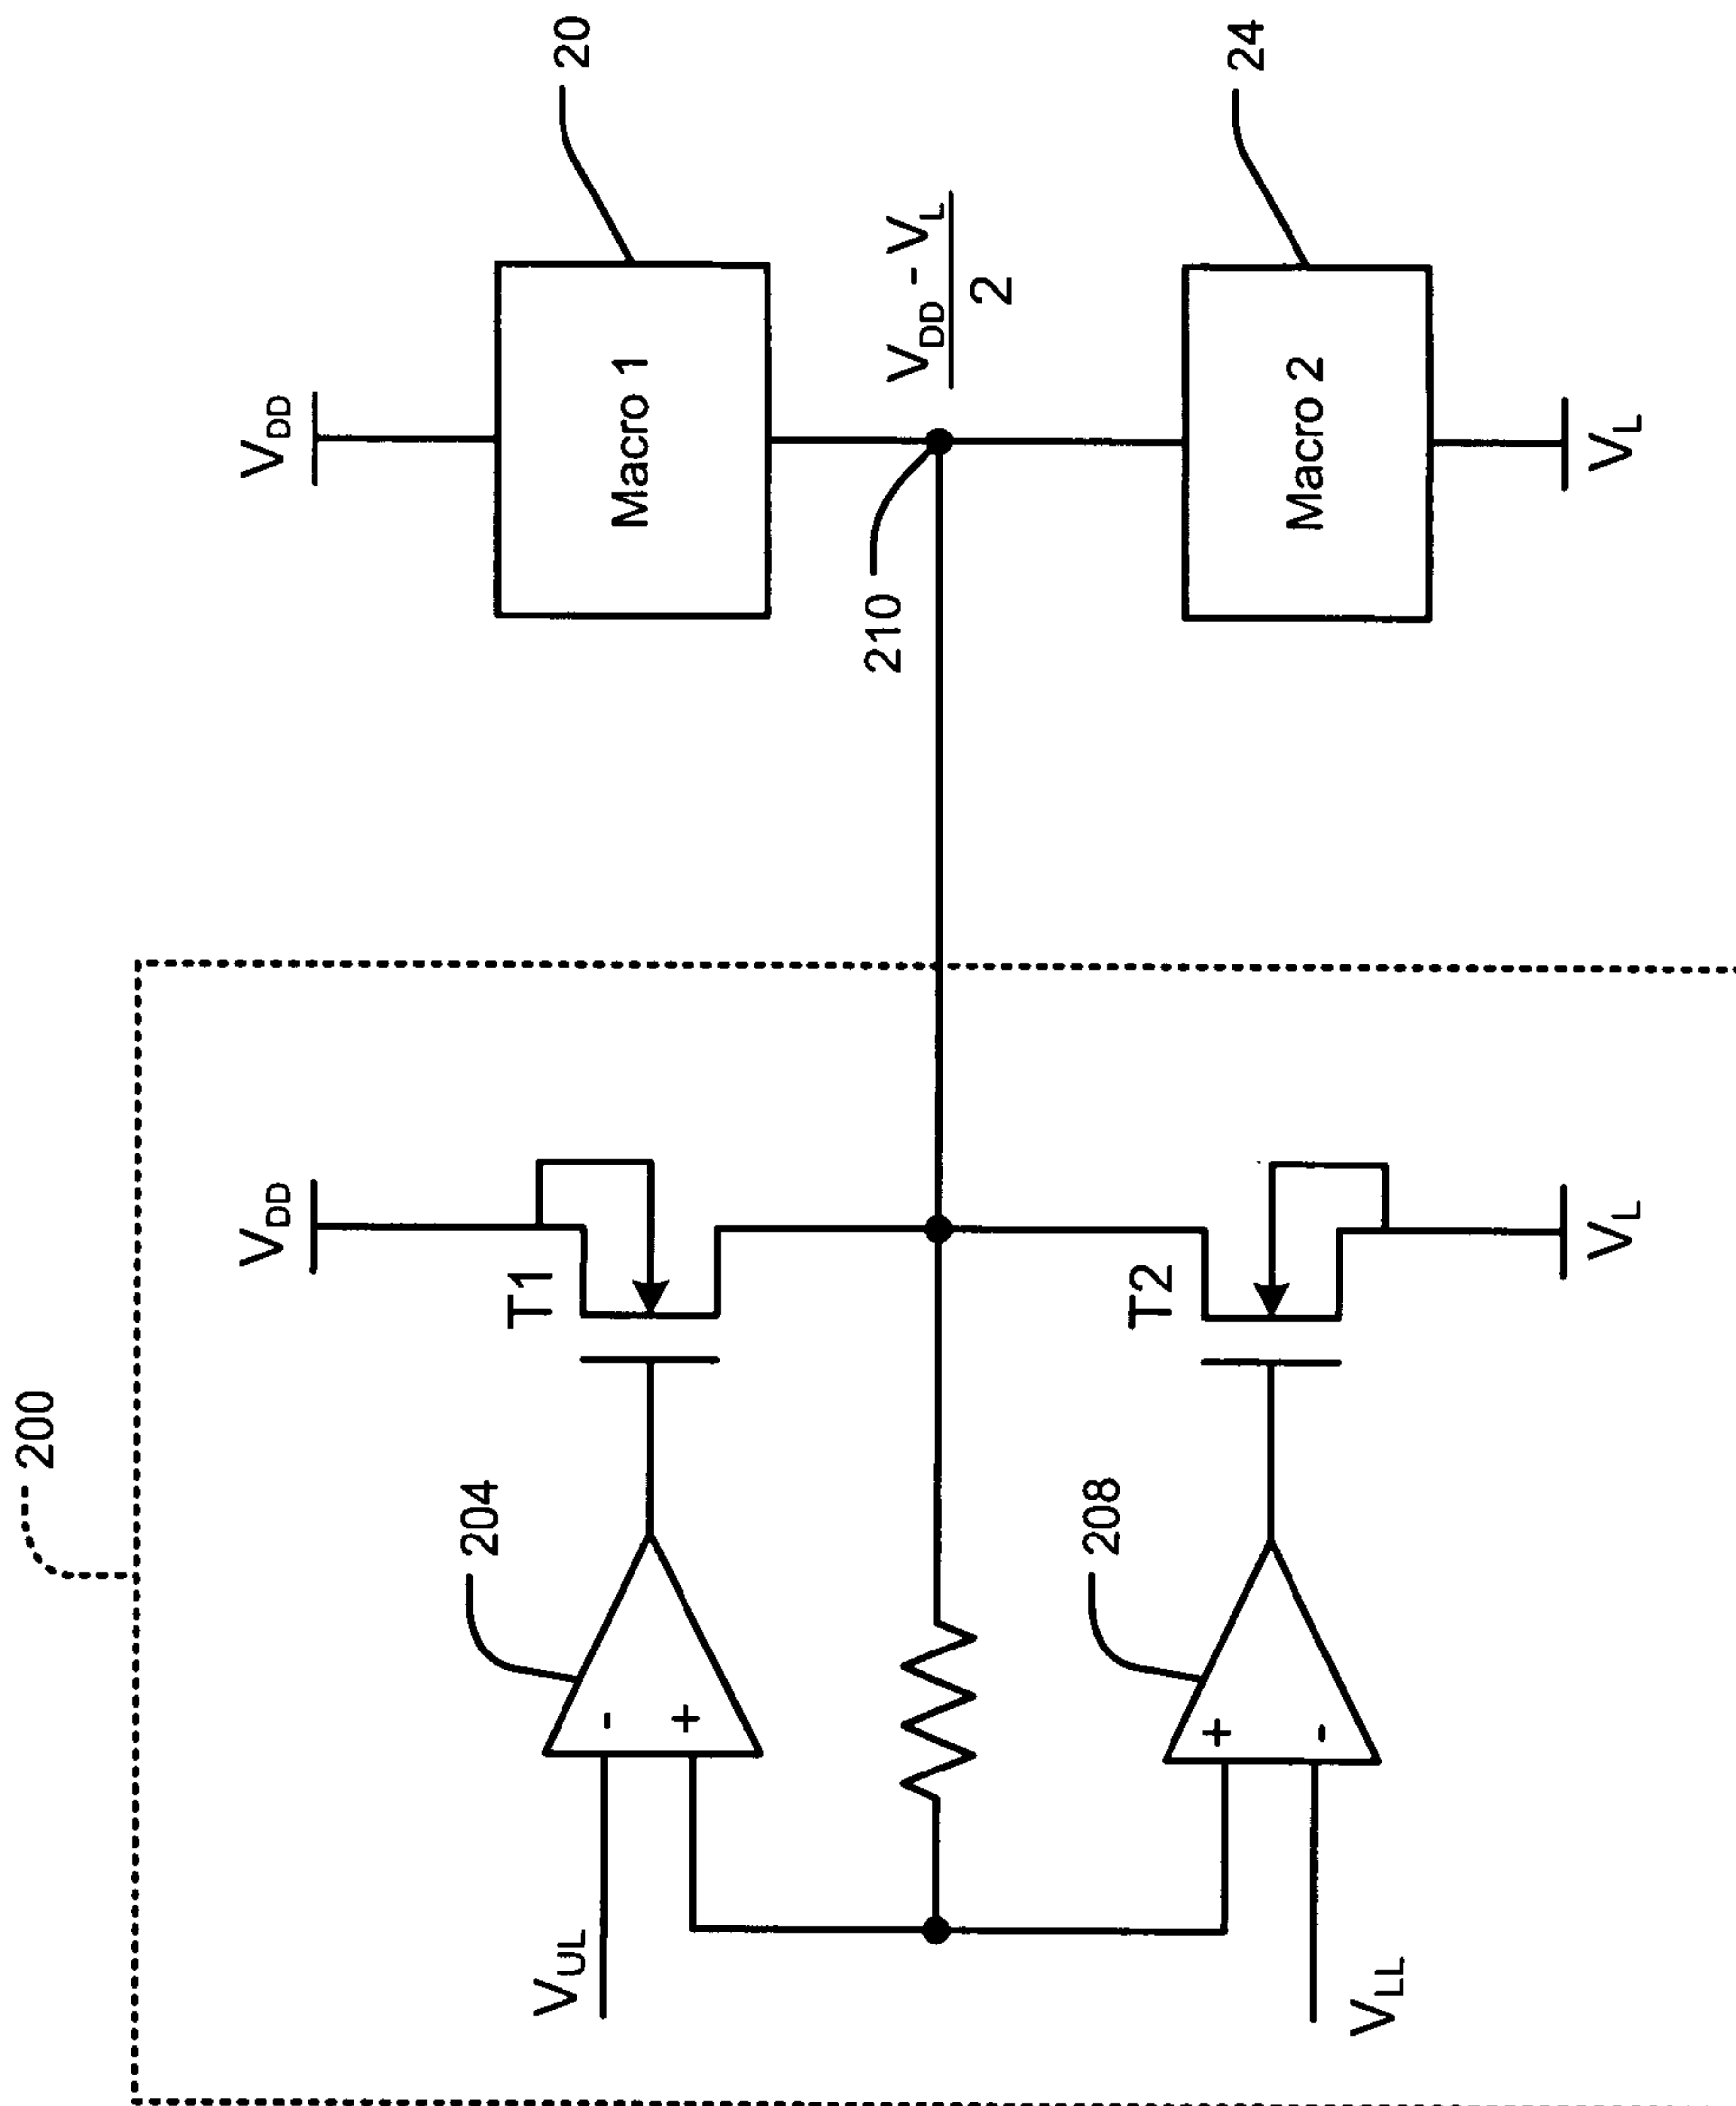 200
V_DD
V_DD
T1
204
-
+
V_UL
Macro 1
20
210
V_DD - V_L
2
T2
208
+
-
V_LL
Macro 2
24
V_L
V_L